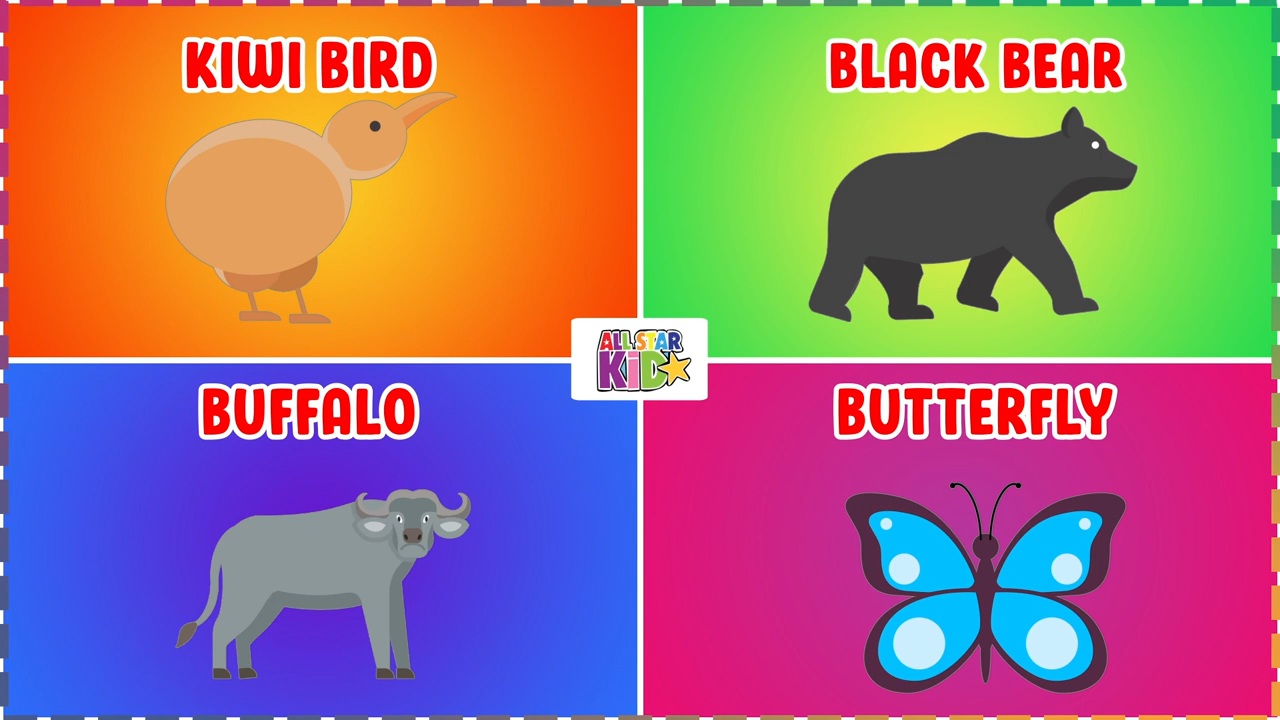 KIWI BIRD
BLACK BEAR
ALL STAR
KiD
BUFFALO
BUTTERFLY